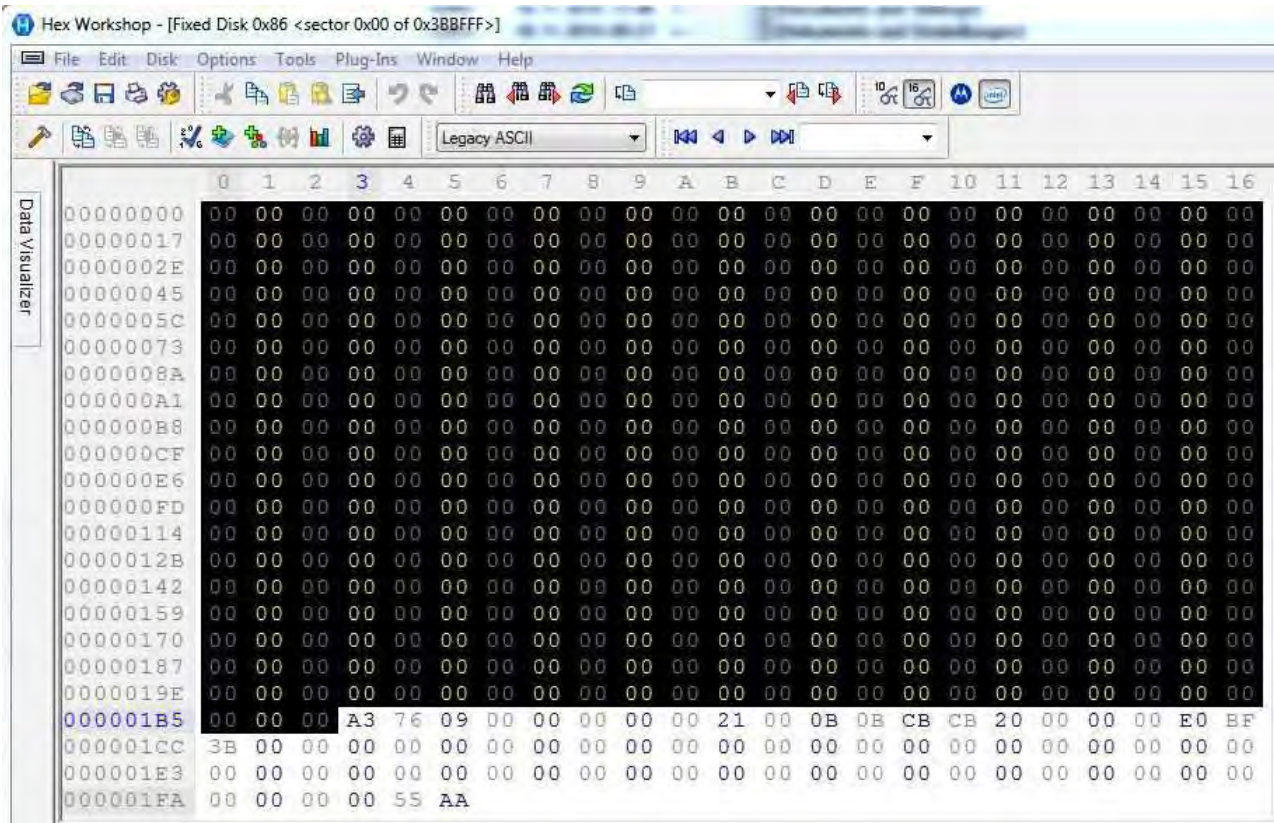 Hex Workshop - [Fixed Disk 0x86 <sector 0x00 of 0x3BBFFF>]
File Edit Disk Options Tools Plug-Ins Window Help
10 16 intel
Legacy ASCII
Data Visualizer
0 1 2 3 4 5 6 7 8 9 A B C D E F 10 11 12 13 14 15 16
00000000 00 00 00 00 00 00 00 00 00 00 00 00 00 00 00 00 00 00 00 00 00 00 00
00000017 00 00 00 00 00 00 00 00 00 00 00 00 00 00 00 00 00 00 00 00 00 00 00
0000002E 00 00 00 00 00 00 00 00 00 00 00 00 00 00 00 00 00 00 00 00 00 00 00
00000045 00 00 00 00 00 00 00 00 00 00 00 00 00 00 00 00 00 00 00 00 00 00 00
0000005C 00 00 00 00 00 00 00 00 00 00 00 00 00 00 00 00 00 00 00 00 00 00 00
00000073 00 00 00 00 00 00 00 00 00 00 00 00 00 00 00 00 00 00 00 00 00 00 00
0000008A 00 00 00 00 00 00 00 00 00 00 00 00 00 00 00 00 00 00 00 00 00 00 00
000000A1 00 00 00 00 00 00 00 00 00 00 00 00 00 00 00 00 00 00 00 00 00 00 00
000000B8 00 00 00 00 00 00 00 00 00 00 00 00 00 00 00 00 00 00 00 00 00 00 00
000000CF 00 00 00 00 00 00 00 00 00 00 00 00 00 00 00 00 00 00 00 00 00 00 00
000000E6 00 00 00 00 00 00 00 00 00 00 00 00 00 00 00 00 00 00 00 00 00 00 00
000000FD 00 00 00 00 00 00 00 00 00 00 00 00 00 00 00 00 00 00 00 00 00 00 00
00000114 00 00 00 00 00 00 00 00 00 00 00 00 00 00 00 00 00 00 00 00 00 00 00
0000012B 00 00 00 00 00 00 00 00 00 00 00 00 00 00 00 00 00 00 00 00 00 00 00
00000142 00 00 00 00 00 00 00 00 00 00 00 00 00 00 00 00 00 00 00 00 00 00 00
00000159 00 00 00 00 00 00 00 00 00 00 00 00 00 00 00 00 00 00 00 00 00 00 00
00000170 00 00 00 00 00 00 00 00 00 00 00 00 00 00 00 00 00 00 00 00 00 00 00
00000187 00 00 00 00 00 00 00 00 00 00 00 00 00 00 00 00 00 00 00 00 00 00 00
0000019E 00 00 00 00 00 00 00 00 00 00 00 00 00 00 00 00 00 00 00 00 00 00 00
000001B5 00 00 00 A3 76 09 00 00 00 00 00 21 00 0B 0B CB CB 20 00 00 00 E0 BF
000001CC 3B 00 00 00 00 00 00 00 00 00 00 00 00 00 00 00 00 00 00 00 00 00 00
000001E3 00 00 00 00 00 00 00 00 00 00 00 00 00 00 00 00 00 00 00 00 00 00 00
000001FA 00 00 00 00 55 AA